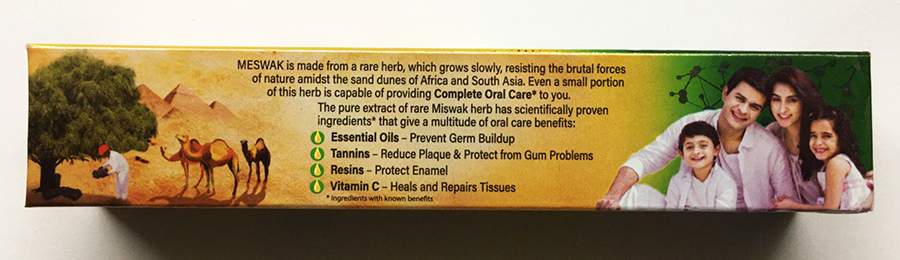 MESWAK is made from a rare herb, which grows slowly, resisting the brutal forces
of nature amidst the sand dunes of Africa and South Asia. Even a small portion
of this herb is capable of providing Complete Oral Care* to you.
The pure extract of rare Miswak herb has scientifically proven
ingredients* that give a multitude of oral care benefits:
Essential Oils – Prevent Germ Buildup
Tannins – Reduce Plaque & Protect from Gum Problems
Resins – Protect Enamel
Vitamin C – Heals and Repairs Tissues
* ingredients with known benefits